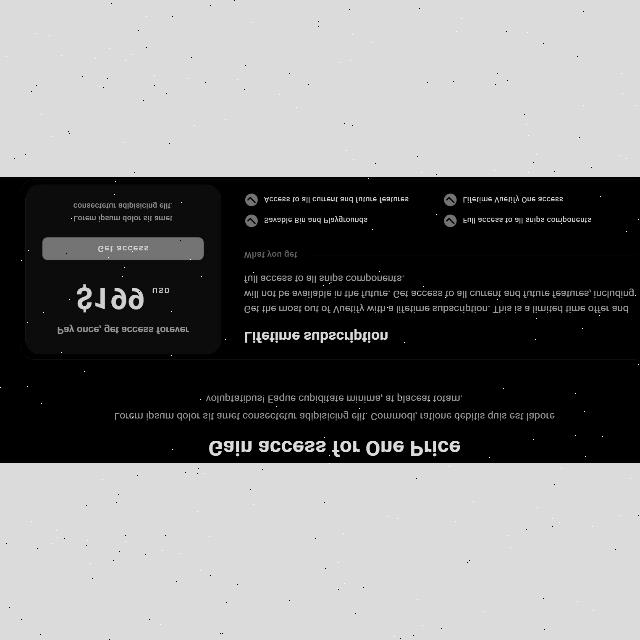 Gain access for One Price
Lorem ipsum dolor sit amet consectetur adipisicing elit. Commodi, ratione debitis quis est labore
voluptatibus! Eaque cupiditate minima, at placeat totam.
Lifetime subscription
Get the most out of Vuetify with a lifetime subscription. This is a limited time offer and
will not be available in the future. Get access to all current and future features, including.
full access to all snips components.
What you get
Savable Bin and Playgrounds
Full access to all snips components
Access to all current and future features
Lifetime Vuetify One access
Pay once, get access forever
$199 USD
Get access
Lorem ipsum dolor sit amet
consectetur adipisicing elit.